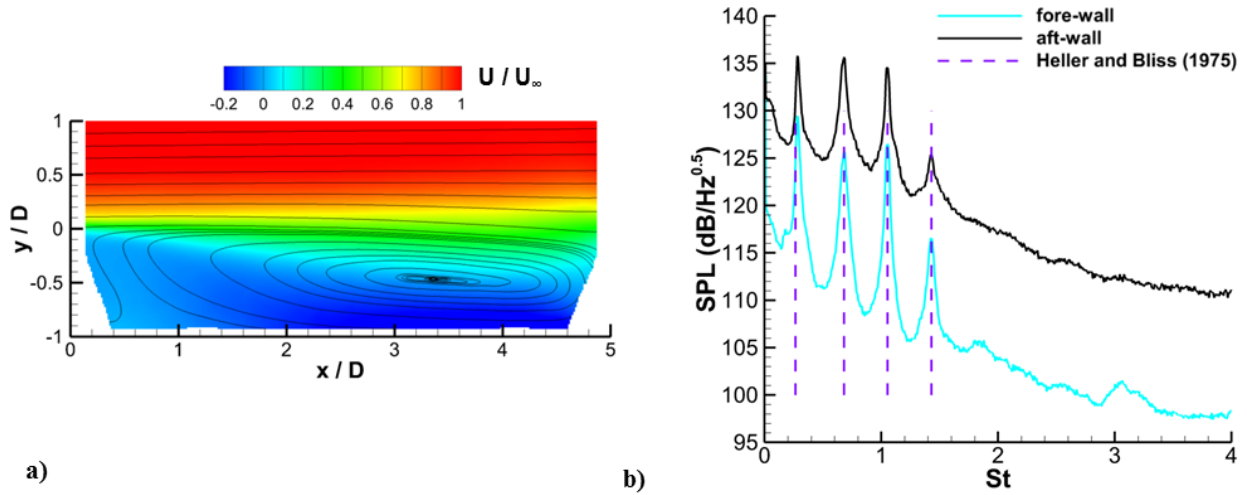 U / U∞
-0.2 0 0.2 0.4 0.6 0.8 1
y / D
1
0.5
0
-0.5
-1
0 1 2 3 4 5
x / D
a)
fore-wall
aft-wall
Heller and Bliss (1975)
SPL (dB/Hz^0.5)
140
135
130
125
120
115
110
105
100
95
0 1 2 3 4
St
b)